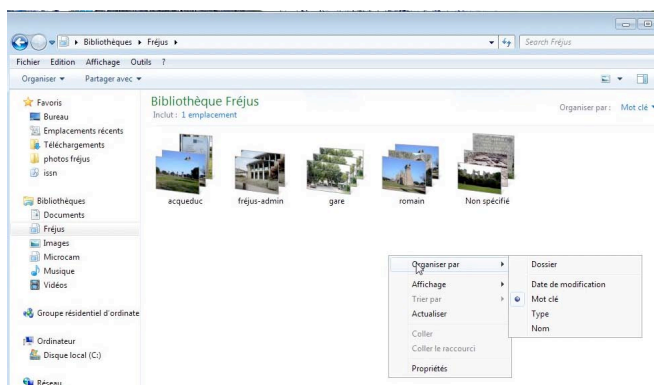 Bibliothèques Fréjus
Search Fréjus
Fichier Edition Affichage Outils ?
Organiser Partager avec
Favoris
Bureau
Emplacements récents
Téléchargements
photos fréjus
issn
Bibliothèques
Documents
Fréjus
Images
Microcam
Musique
Vidéos
Groupe résidentiel d'ordinate
Ordinateur
Disque local (C:)
Réseau
Bibliothèque Fréjus
Inclut : 1 emplacement
Organiser par : Mot clé
acqueduc fréjus-admin gare romain Non spécifié
Organiser par
Affichage
Trier par
Actualiser
Coller
Coller le raccourci
Propriétés
Dossier
Date de modification
Mot clé
Type
Nom